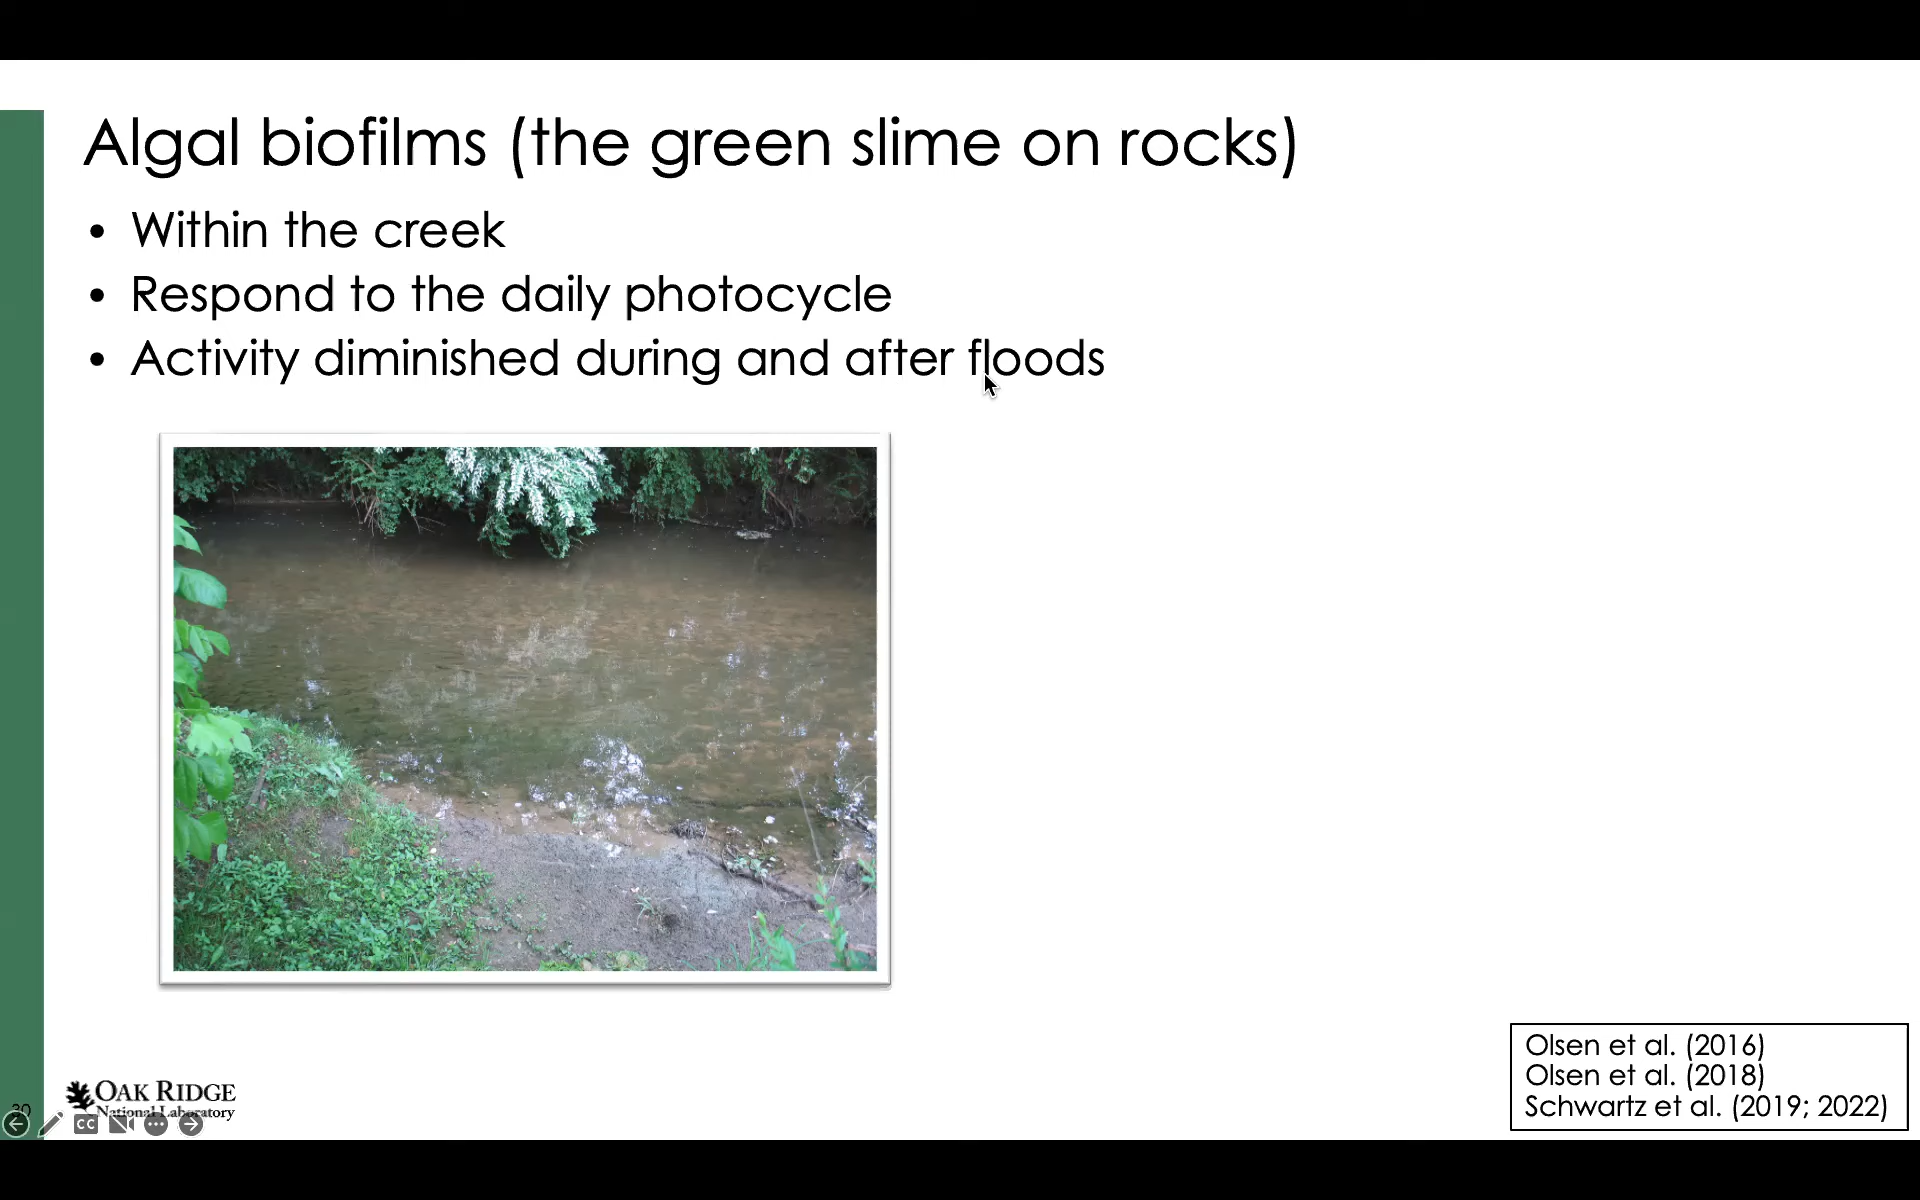 Algal biofilms (the green slime on rocks)
• Within the creek
• Respond to the daily photocycle
• Activity diminished during and after floods
Olsen et al. (2016)
Olsen et al. (2018)
Schwartz et al. (2019; 2022)
30
OAK RIDGE
National Laboratory
CC